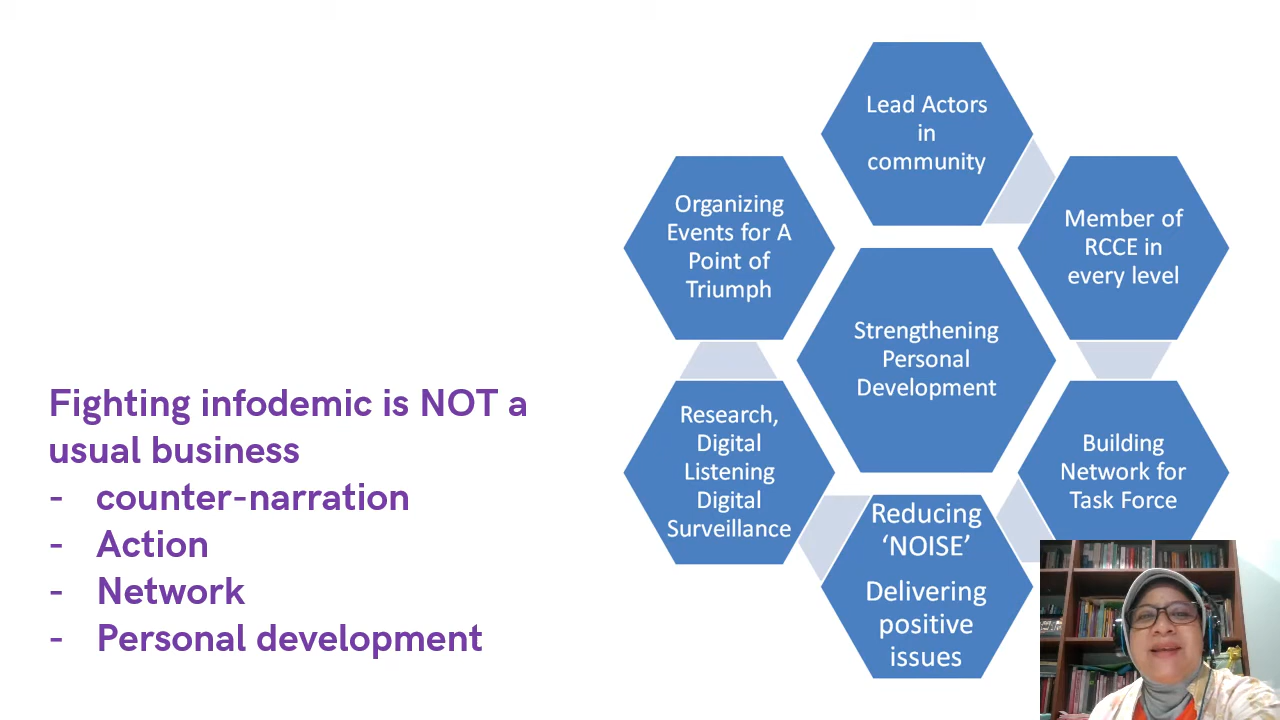 Fighting infodemic is NOT a
usual business
- counter-narration
- Action
- Network
- Personal development
Lead Actors
in
community
Member of
RCCE in
every level
Building
Network for
Task Force
Reducing
‘NOISE’
Delivering
positive
issues
Research,
Digital
Listening
Digital
Surveillance
Organizing
Events for A
Point of
Triumph
Strengthening
Personal
Development